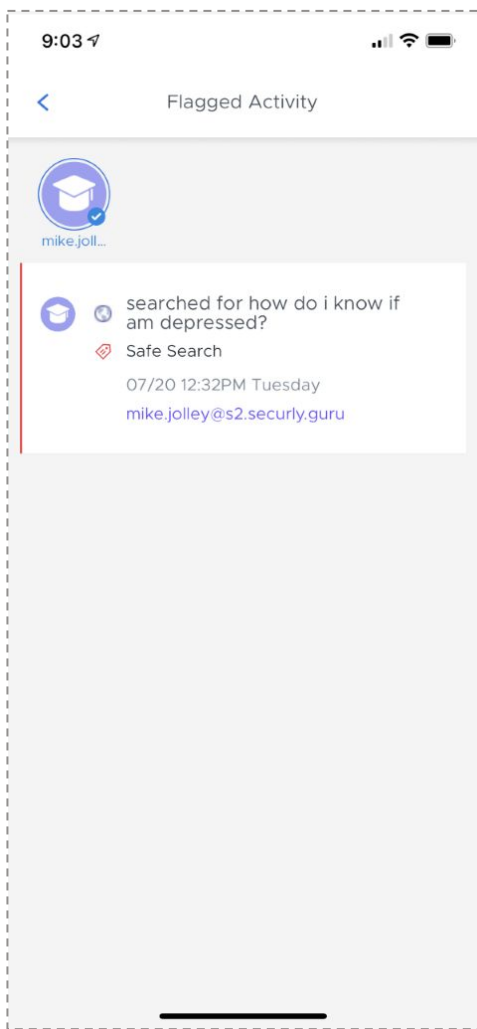 9:03
Flagged Activity
mike.joll...
searched for how do i know if
am depressed?
Safe Search
07/20 12:32PM Tuesday
mike.jolley@s2.securly.guru